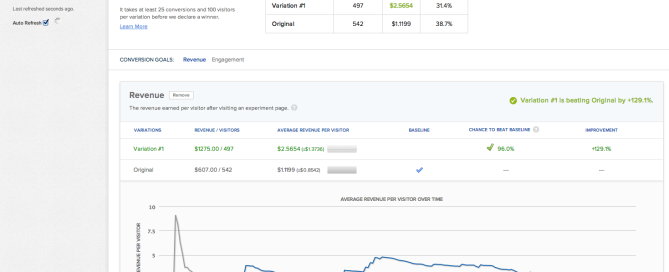 Last refreshed seconds ago.
Auto Refresh
It takes at least 25 conversions and 100 visitors
per variation before we declare a winner.
Learn More
Variation #1 497 $2.5654 31.4%
Original 542 $1.1199 38.7%
CONVERSION GOALS: Revenue Engagement
Revenue Remove
The revenue earned per visitor after visiting an experiment page.
Variation #1 is beating Original by +129.1%.
VARIATIONS REVENUE / VISITORS AVERAGE REVENUE PER VISITOR BASELINE CHANCE TO BEAT BASELINE IMPROVEMENT
Variation #1 $1275.00 / 497 $2.5654 (±$1.3736) 96.0% +129.1%
Original $607.00 / 542 $1.1199 (±$0.8542) — —
AVERAGE REVENUE PER VISITOR OVER TIME
10
7.5
5
REVENUE PER VISITOR